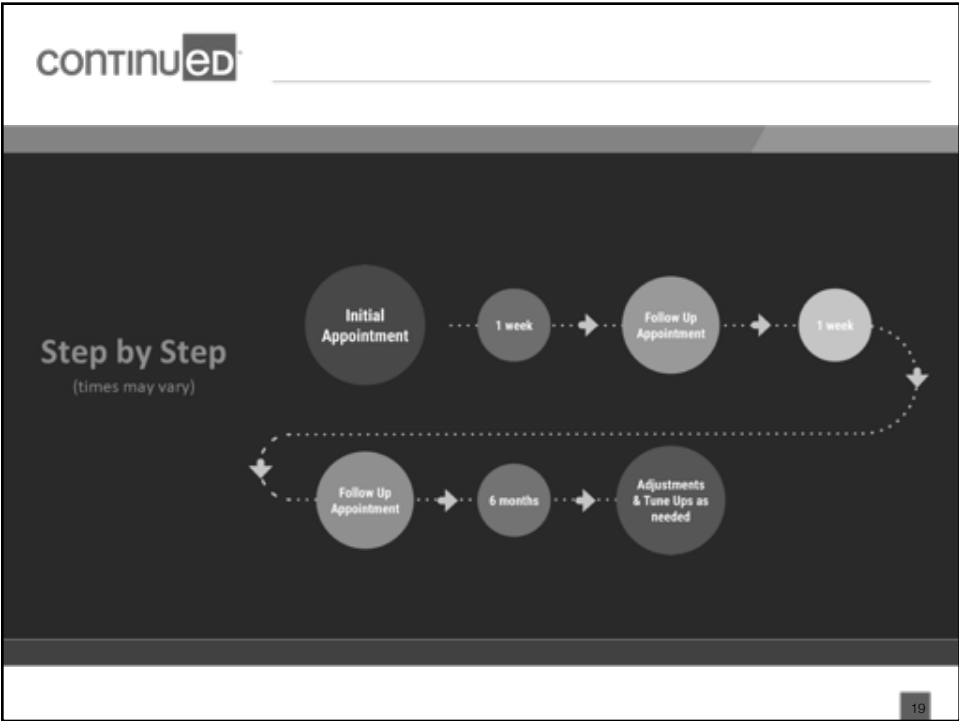 continued
Step by Step
(times may vary)
Initial
Appointment
1 week
Follow Up
Appointment
1 week
Follow Up
Appointment
6 months
Adjustments
& Tune Ups as
needed
19